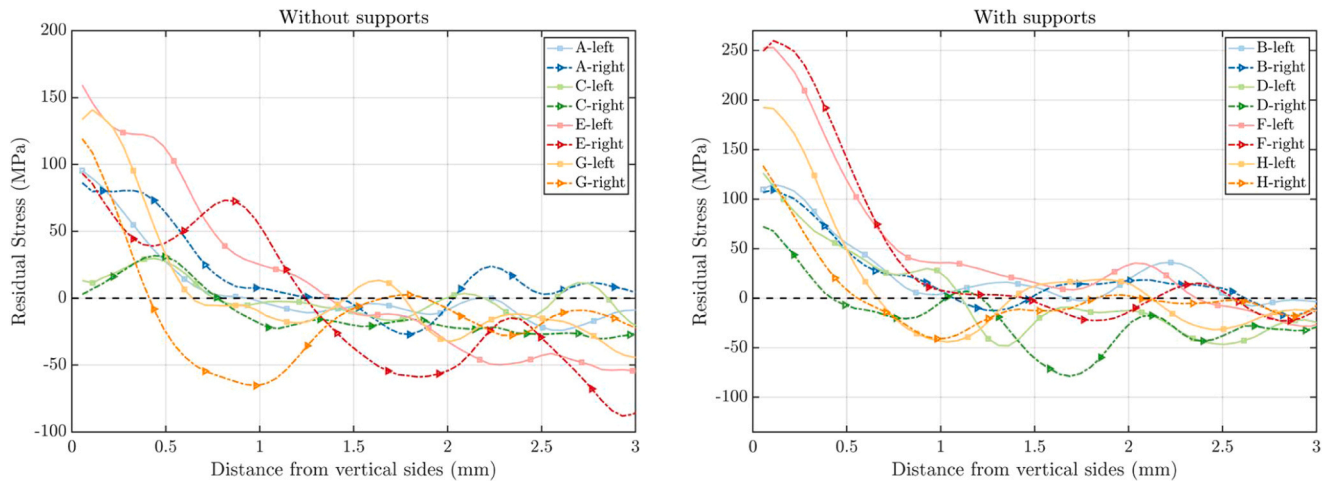 Without supports
200
150
100
50
0
-50
-100
Residual Stress (MPa)
0
0.5
1
1.5
2
2.5
3
Distance from vertical sides (mm)
A-left
A-right
C-left
C-right
E-left
E-right
G-left
G-right
With supports
250
200
150
100
50
0
-50
-100
Residual Stress (MPa)
0
0.5
1
1.5
2
2.5
3
Distance from vertical sides (mm)
B-left
B-right
D-left
D-right
F-left
F-right
H-left
H-right